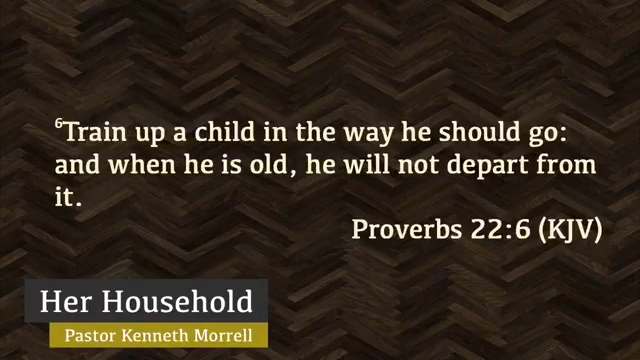 ⁶Train up a child in the way he should go:
and when he is old, he will not depart from
it.
Proverbs 22:6 (KJV)
Her Household
Pastor Kenneth Morrell